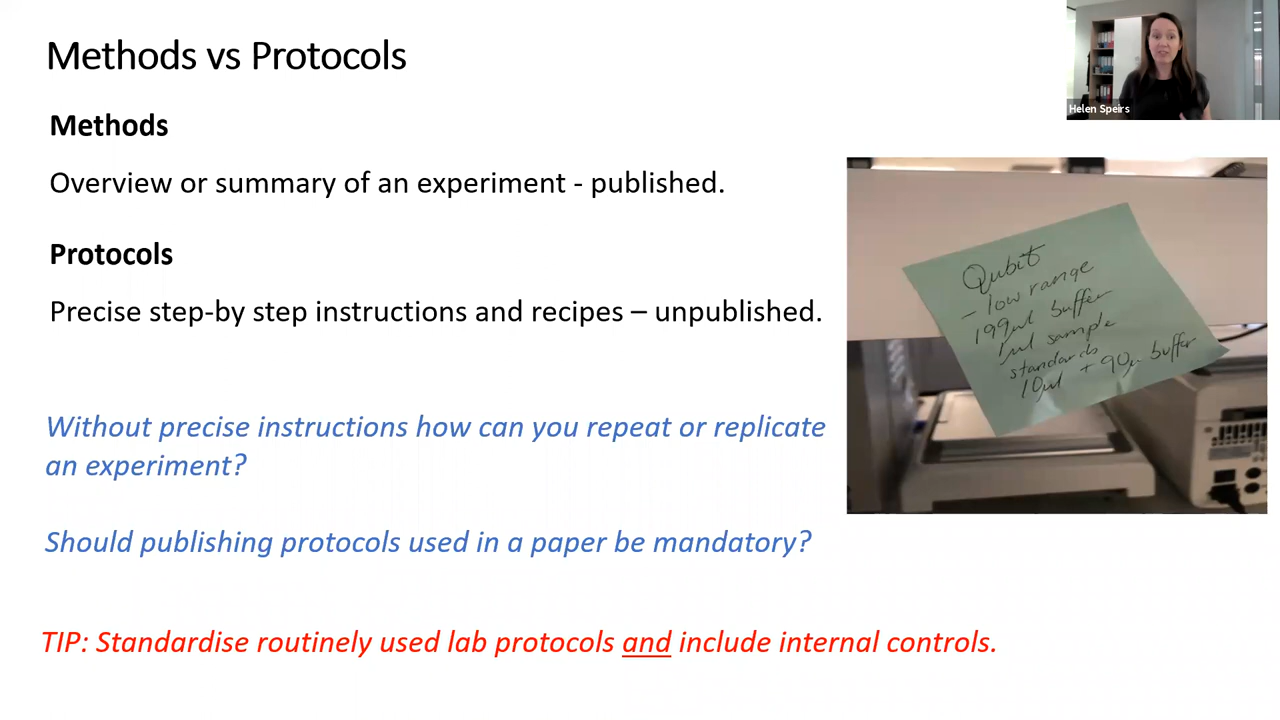 Methods vs Protocols
Helen Speirs
Methods
Overview or summary of an experiment - published.
Protocols
Precise step-by step instructions and recipes – unpublished.
Qubit
- low range
199ul buffer
1ul sample
standards
10ul + 90u buffer
Without precise instructions how can you repeat or replicate
an experiment?
Should publishing protocols used in a paper be mandatory?
TIP: Standardise routinely used lab protocols and include internal controls.